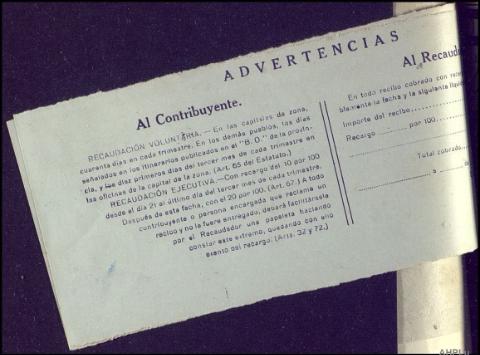 ADVERTENCIAS
Al Contribuyente.
RECAUDACIÓN VOLUNTARIA. — En las capitales de zona,
cuarenta días en cada trimestre. En los demás pueblos, los días
señalados en los itinerarios publicados en el "B. O." de la provin-
cia, y los diez primeros días del tercer mes de cada trimestre en
las oficinas de la capital de la zona. (Art. 65 del Estatuto.)
RECAUDACIÓN EJECUTIVA.—Con recargo del 10 por 100
desde el día 21 al último día del tercer mes de cada trimestre.
Después de esta fecha, con el 20 por 100. (Art. 67.) A todo
contribuyente o persona encargada que reclame un
recibo y no le fuere entregado, deberá facilitársele
por el Recaudador una papeleta haciendo
constar este extremo, quedando con ello
exento del recargo. (Arts. 32 y 72.)
Al Recauda
En todo recibo cobrado con reca
blemente la fecha y la siguiente liqui
Importe del recibo
Recargo por 100
Total cobrado
a